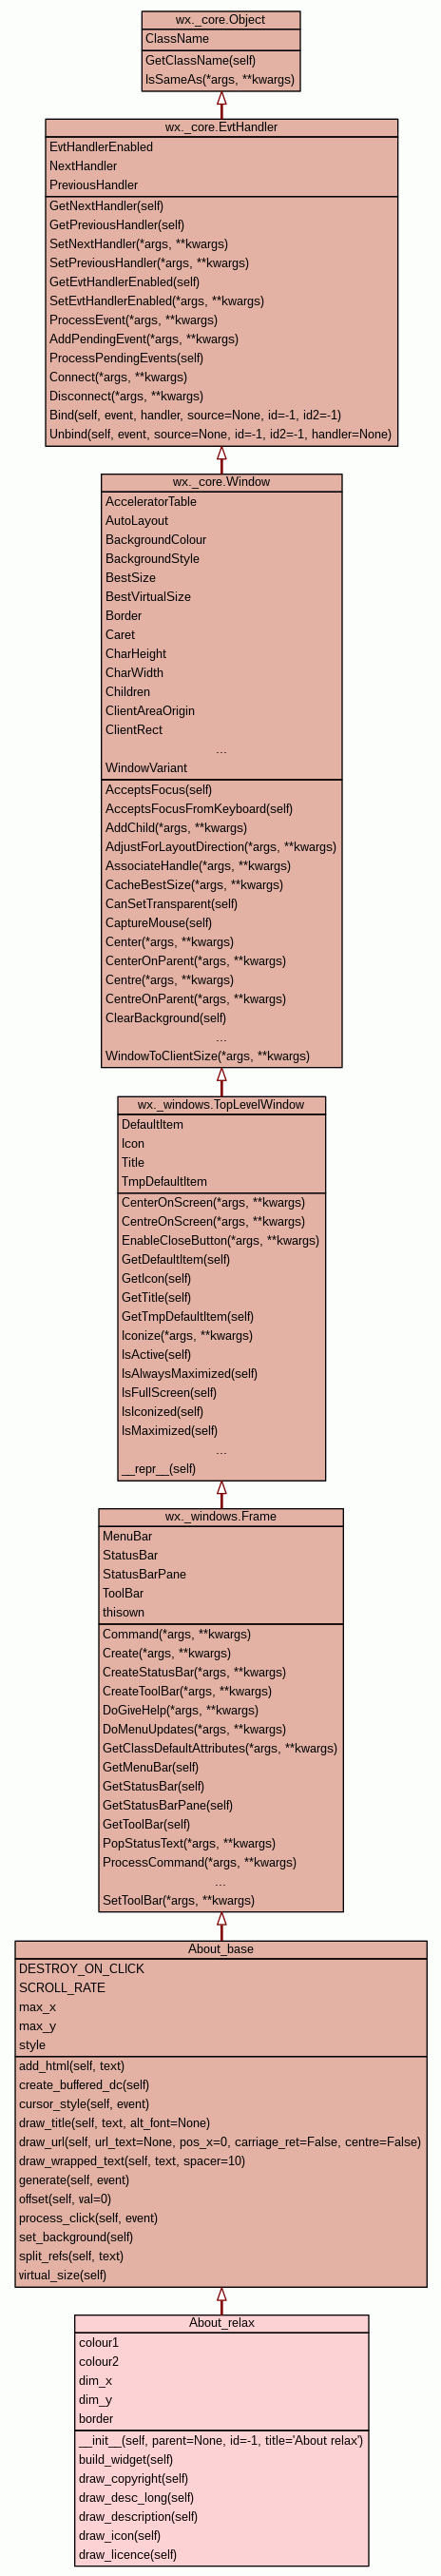 wx._core.Object
ClassName
GetClassName(self)
IsSameAs(*args, **kwargs)
wx._core.EvtHandler
EvtHandlerEnabled
NextHandler
PreviousHandler
GetNextHandler(self)
GetPreviousHandler(self)
SetNextHandler(*args, **kwargs)
SetPreviousHandler(*args, **kwargs)
GetEvtHandlerEnabled(self)
SetEvtHandlerEnabled(*args, **kwargs)
ProcessEvent(*args, **kwargs)
AddPendingEvent(*args, **kwargs)
ProcessPendingEvents(self)
Connect(*args, **kwargs)
Disconnect(*args, **kwargs)
Bind(self, event, handler, source=None, id=-1, id2=-1)
Unbind(self, event, source=None, id=-1, id2=-1, handler=None)
wx._core.Window
AcceleratorTable
AutoLayout
BackgroundColour
BackgroundStyle
BestSize
BestVirtualSize
Border
Caret
CharHeight
CharWidth
Children
ClientAreaOrigin
ClientRect
...
WindowVariant
AcceptsFocus(self)
AcceptsFocusFromKeyboard(self)
AddChild(*args, **kwargs)
AdjustForLayoutDirection(*args, **kwargs)
AssociateHandle(*args, **kwargs)
CacheBestSize(*args, **kwargs)
CanSetTransparent(self)
CaptureMouse(self)
Center(*args, **kwargs)
CenterOnParent(*args, **kwargs)
Centre(*args, **kwargs)
CentreOnParent(*args, **kwargs)
ClearBackground(self)
...
WindowToClientSize(*args, **kwargs)
wx._windows.TopLevelWindow
DefaultItem
Icon
Title
TmpDefaultItem
CenterOnScreen(*args, **kwargs)
CentreOnScreen(*args, **kwargs)
EnableCloseButton(*args, **kwargs)
GetDefaultItem(self)
GetIcon(self)
GetTitle(self)
GetTmpDefaultItem(self)
Iconize(*args, **kwargs)
IsActive(self)
IsAlwaysMaximized(self)
IsFullScreen(self)
IsIconized(self)
IsMaximized(self)
...
__repr__(self)
wx._windows.Frame
MenuBar
StatusBar
StatusBarPane
ToolBar
thisown
Command(*args, **kwargs)
Create(*args, **kwargs)
CreateStatusBar(*args, **kwargs)
CreateToolBar(*args, **kwargs)
DoGiveHelp(*args, **kwargs)
DoMenuUpdates(*args, **kwargs)
GetClassDefaultAttributes(*args, **kwargs)
GetMenuBar(self)
GetStatusBar(self)
GetStatusBarPane(self)
GetToolBar(self)
PopStatusText(*args, **kwargs)
ProcessCommand(*args, **kwargs)
...
SetToolBar(*args, **kwargs)
About_base
DESTROY_ON_CLICK
SCROLL_RATE
max_x
max_y
style
add_html(self, text)
create_buffered_dc(self)
cursor_style(self, event)
draw_title(self, text, alt_font=None)
draw_url(self, url_text=None, pos_x=0, carriage_ret=False, centre=False)
draw_wrapped_text(self, text, spacer=10)
generate(self, event)
offset(self, val=0)
process_click(self, event)
set_background(self)
split_refs(self, text)
virtual_size(self)
About_relax
colour1
colour2
dim_x
dim_y
border
__init__(self, parent=None, id=-1, title='About relax')
build_widget(self)
draw_copyright(self)
draw_desc_long(self)
draw_description(self)
draw_icon(self)
draw_licence(self)